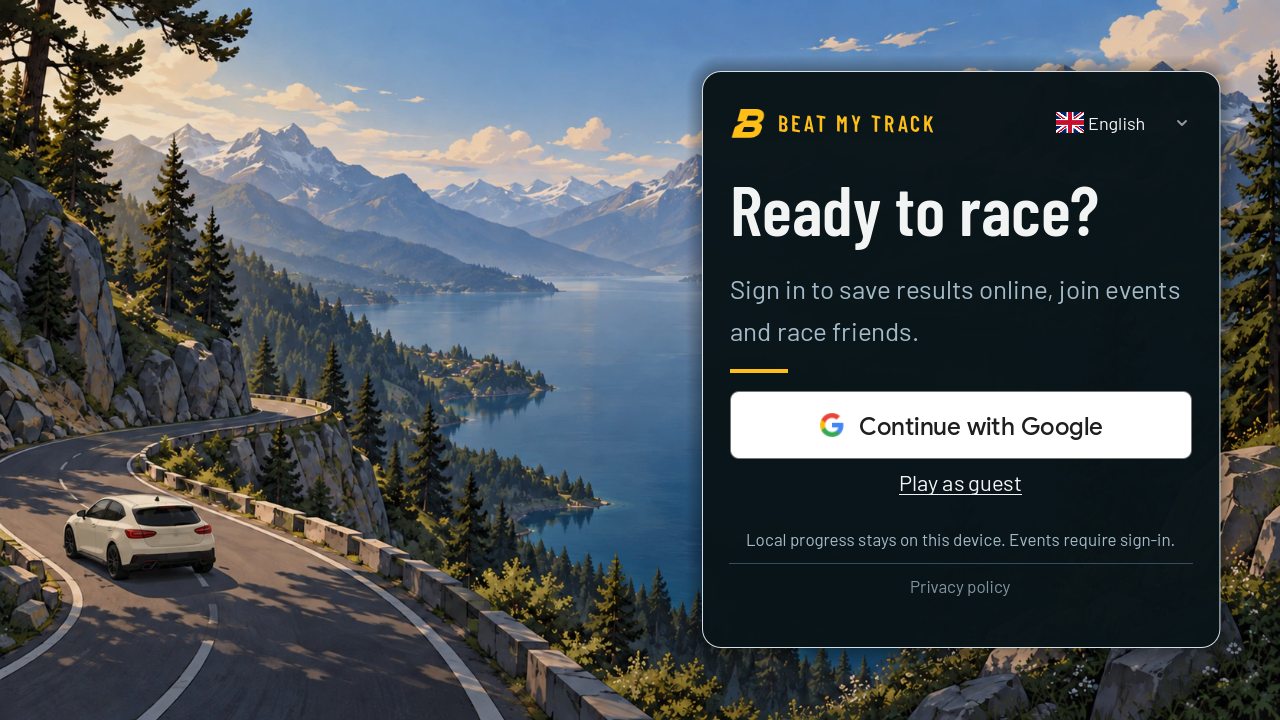 BEAT MY TRACK
English
Ready to race?
Sign in to save results online, join events
and race friends.
Continue with Google
Play as guest
Local progress stays on this device. Events require sign-in.
Privacy policy